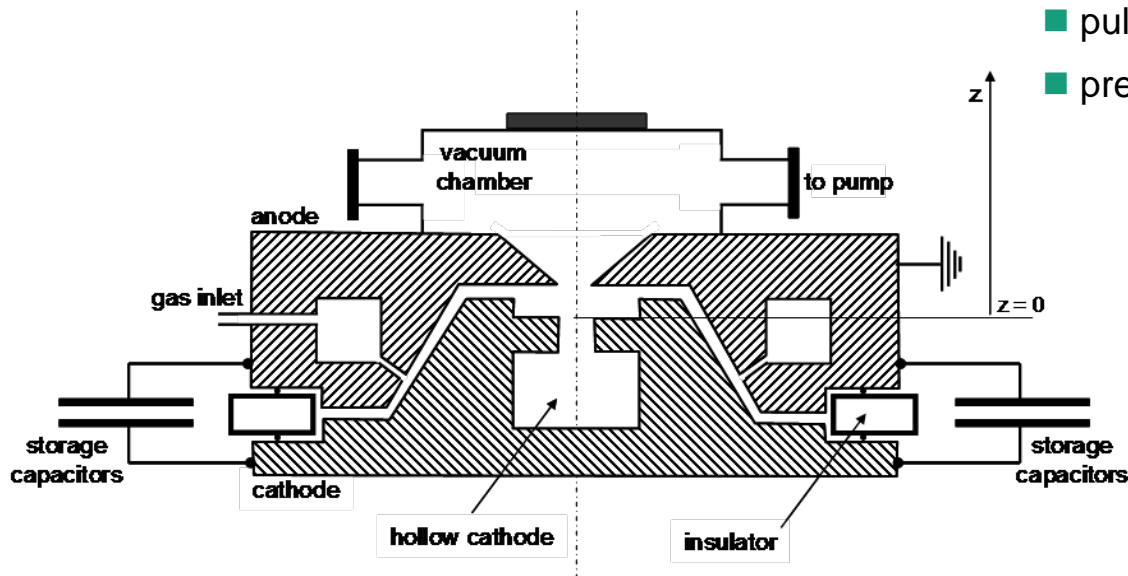 pul
pre
z
vacuum
chamber
to pump
anode
gas inlet
z = 0
storage
capacitors
storage
capacitors
cathode
hollow cathode
insulator